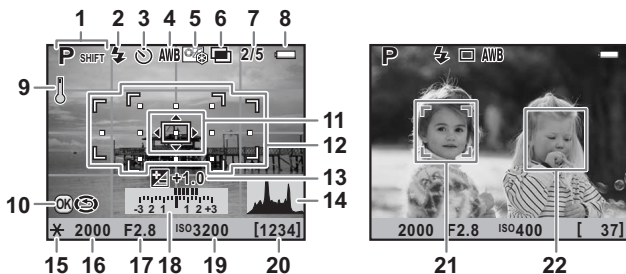 1 2 3 4 5 6 7 8
P SHIFT AWB 2/5
9
11
12
+1.0
13
10 OK
-3 2 1 1 2 +3
14
2000 F2.8 ISO3200 [1234]
15 16 17 18 19 20
P AWB
2000 F2.8 ISO400 [ 37]
21 22